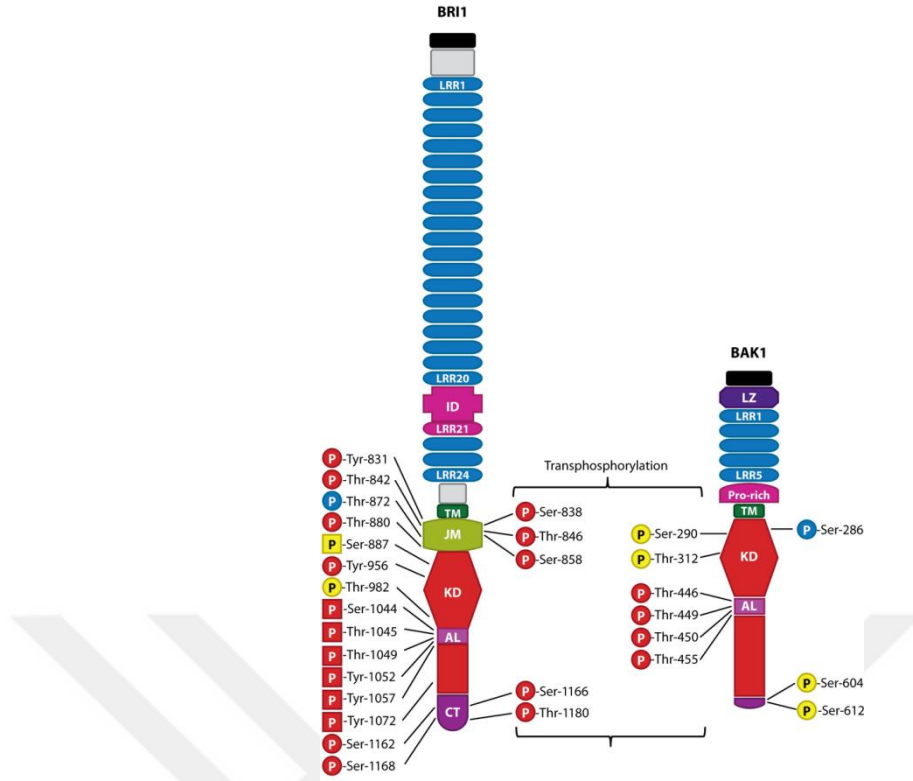 BRI1
LRR1
LRR20
ID
LRR21
LRR24
TM
JM
KD
AL
CT
P-Tyr-831
P-Thr-842
P-Thr-872
P-Thr-880
P-Ser-887
P-Tyr-956
P-Thr-982
P-Ser-1044
P-Thr-1045
P-Thr-1049
P-Tyr-1052
P-Tyr-1057
P-Tyr-1072
P-Ser-1162
P-Ser-1168
Transphosphorylation
P-Ser-838
P-Thr-846
P-Ser-858
P-Ser-1166
P-Thr-1180
BAK1
LZ
LRR1
LRR5
Pro-rich
TM
KD
AL
P-Ser-290
P-Thr-312
P-Thr-446
P-Thr-449
P-Thr-450
P-Thr-455
P-Ser-286
P-Ser-604
P-Ser-612